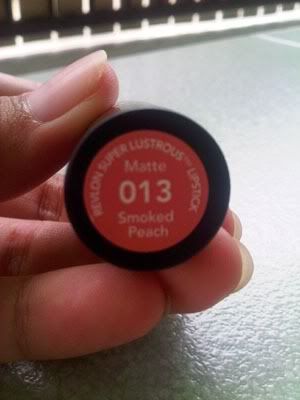 REVLON SUPER LUSTROUS™ LIPSTICK
Matte
013
Smoked
Peach